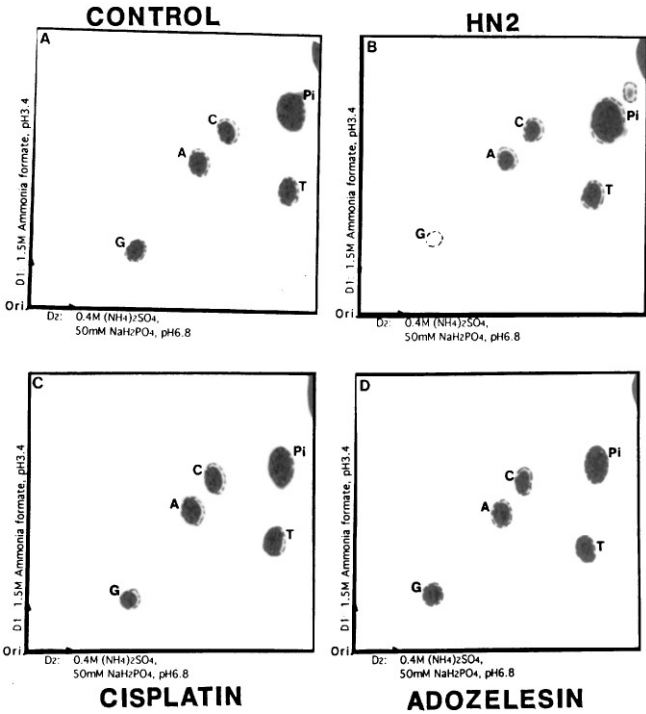 CONTROL
HN2
A
Pi
C
A
T
G
D1: 1.5M Ammonia formate, pH3.4
Ori
D2: 0.4M (NH4)2SO4,
50mM NaH2PO4, pH6.8
B
Pi
C
A
T
G
D1: 1.5M Ammonia formate, pH3.4
Ori
D2: 0.4M (NH4)2SO4,
50mM NaH2PO4, pH6.8
C
Pi
C
A
T
G
D1: 1.5M Ammonia formate, pH3.4
Ori
D2: 0.4M (NH4)2SO4,
50mM NaH2PO4, pH6.8
D
Pi
C
A
T
G
D1: 1.5M Ammonia formate, pH3.4
Ori
D2: 0.4M (NH4)2SO4,
50mM NaH2PO4, pH6.8
CISPLATIN
ADOZELESIN